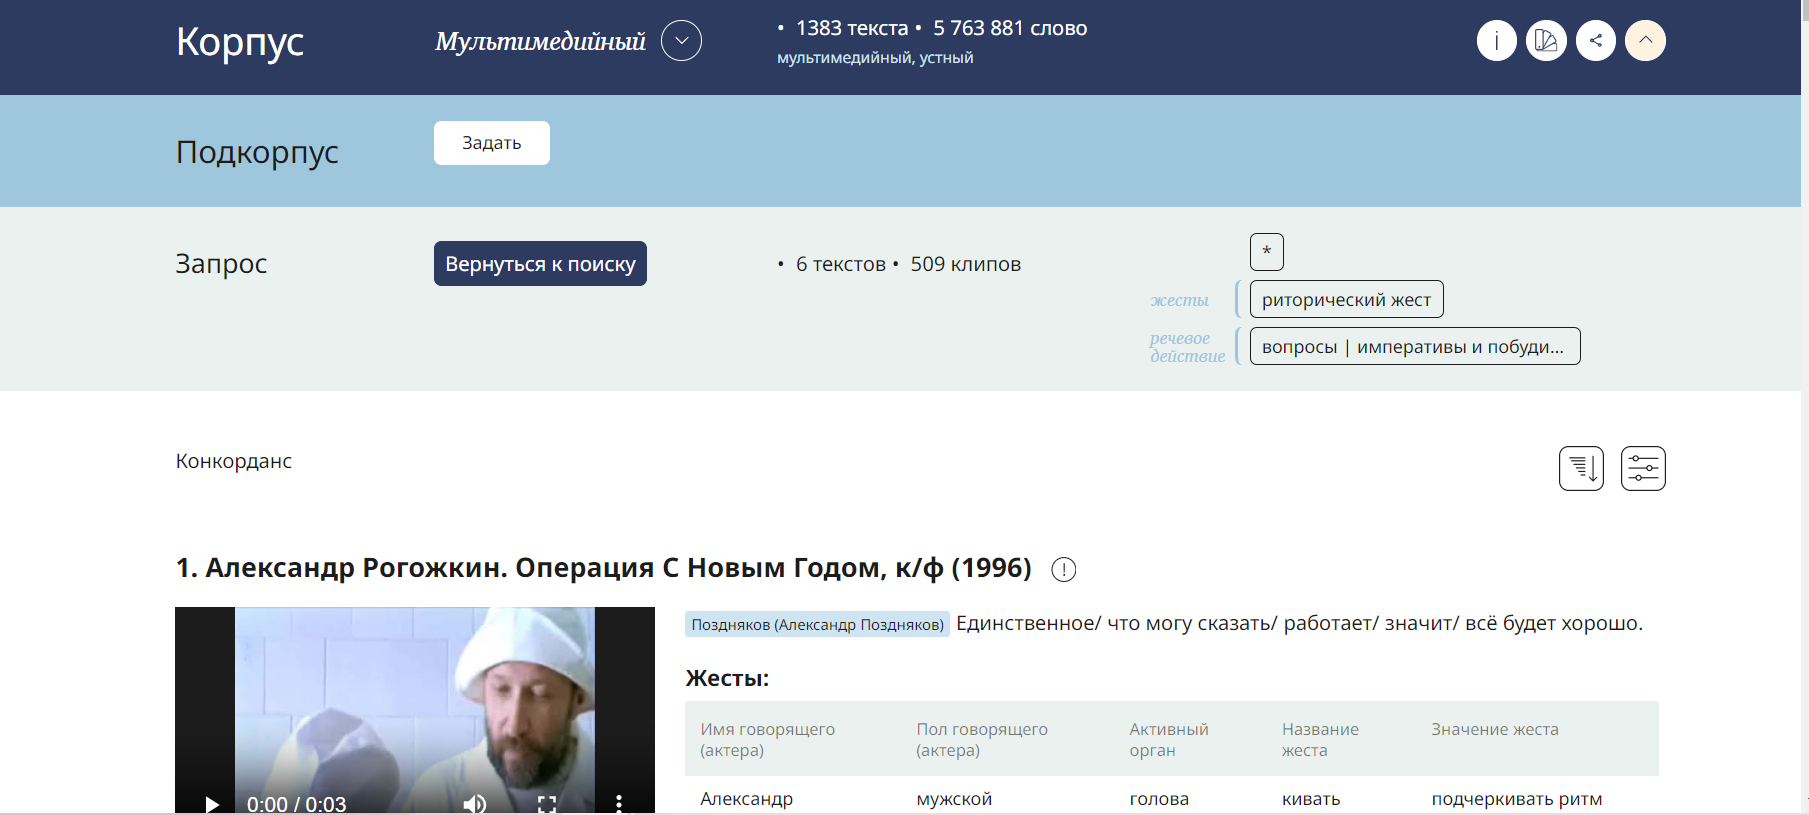 Корпус
Мультимедийный
• 1383 текста • 5 763 881 слово
мультимедийный, устный
Подкорпус
Задать
Запрос
Вернуться к поиску
• 6 текстов • 509 клипов
*
жесты
риторический жест
речевое
действие
вопросы | императивы и побуди...
Конкорданс
1. Александр Рогожкин. Операция С Новым Годом, к/ф (1996)
Поздняков (Александр Поздняков) Единственное/ что могу сказать/ работает/ значит/ всё будет хорошо.
Жесты:
Имя говорящего (актера) Пол говорящего (актера) Активный орган Название жеста Значение жеста
Александр мужской голова кивать подчеркивать ритм
0:00 / 0:03